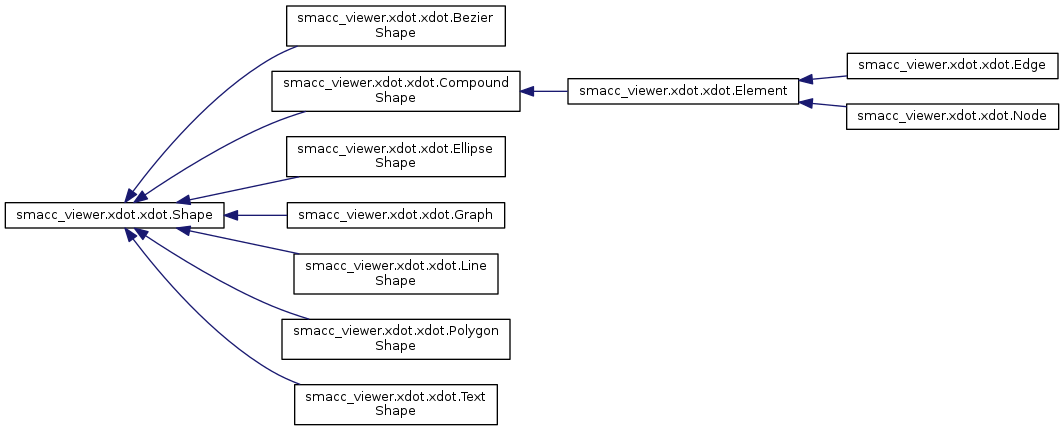 smacc_viewer.xdot.xdot.Bezier
Shape
smacc_viewer.xdot.xdot.Compound
Shape
smacc_viewer.xdot.xdot.Element
smacc_viewer.xdot.xdot.Edge
smacc_viewer.xdot.xdot.Node
smacc_viewer.xdot.xdot.Ellipse
Shape
smacc_viewer.xdot.xdot.Shape
smacc_viewer.xdot.xdot.Graph
smacc_viewer.xdot.xdot.Line
Shape
smacc_viewer.xdot.xdot.Polygon
Shape
smacc_viewer.xdot.xdot.Text
Shape